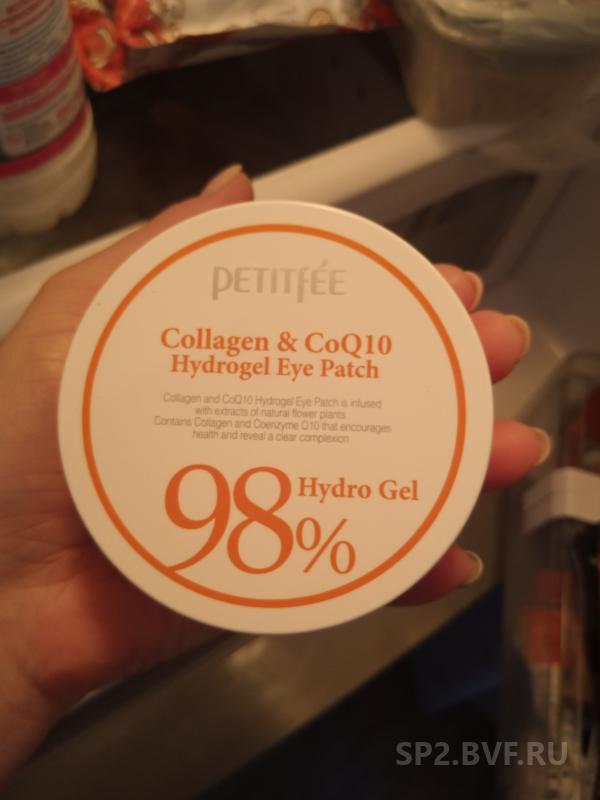 PETITFÉE
Collagen & CoQ10
Hydrogel Eye Patch
Collagen and CoQ10 Hydrogel Eye Patch is infused
with extracts of natural flower plants
Contains Collagen and Coenzyme Q10 that encourages
health and reveal a clear complexion
98%
Hydro Gel
SP2.BVF.RU